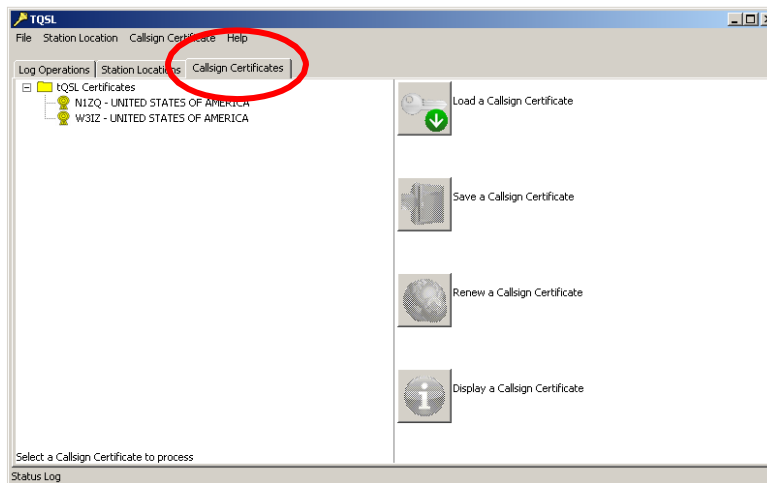 TQSL
File Station Location Callsign Certificate Help
Log Operations Station Locations Callsign Certificates
tQSL Certificates
N1ZQ - UNITED STATES OF AMERICA
W3IZ - UNITED STATES OF AMERICA
Load a Callsign Certificate
Save a Callsign Certificate
Renew a Callsign Certificate
Display a Callsign Certificate
Select a Callsign Certificate to process
Status Log